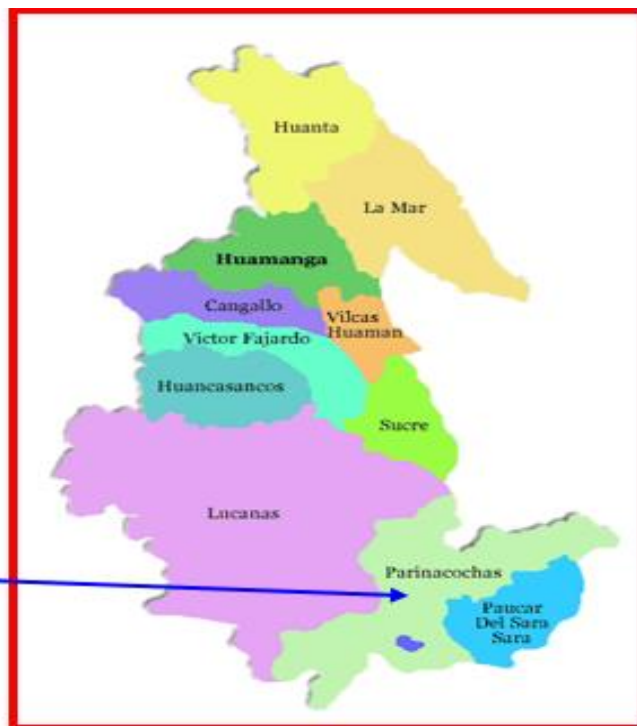 Huanta
La Mar
Huamanga
Cangallo
Vilcas
Huaman
Victor Fajardo
Huancasancos
Sucre
Lucanas
Parinacochas
Paucar
Del Sara
Sara